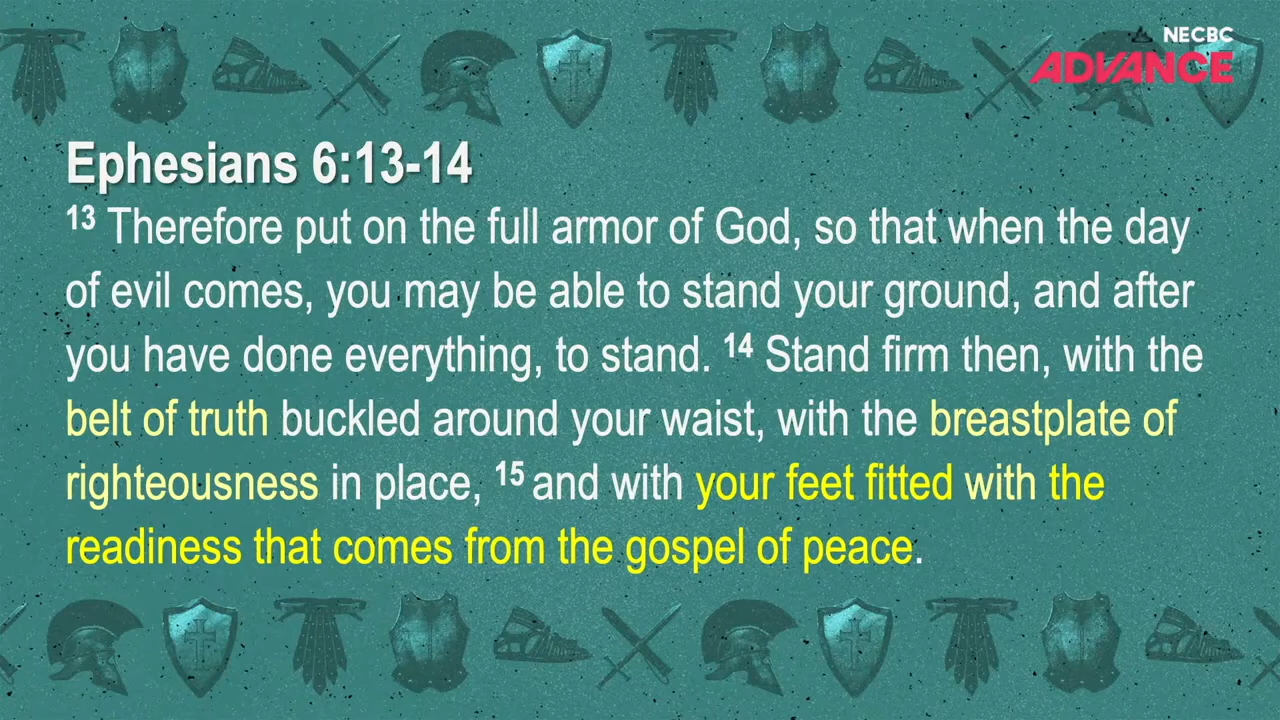 NECBC
ADVANCE
Ephesians 6:13-14
13 Therefore put on the full armor of God, so that when the day
of evil comes, you may be able to stand your ground, and after
you have done everything, to stand. 14 Stand firm then, with the
belt of truth buckled around your waist, with the breastplate of
righteousness in place, 15 and with your feet fitted with the
readiness that comes from the gospel of peace.